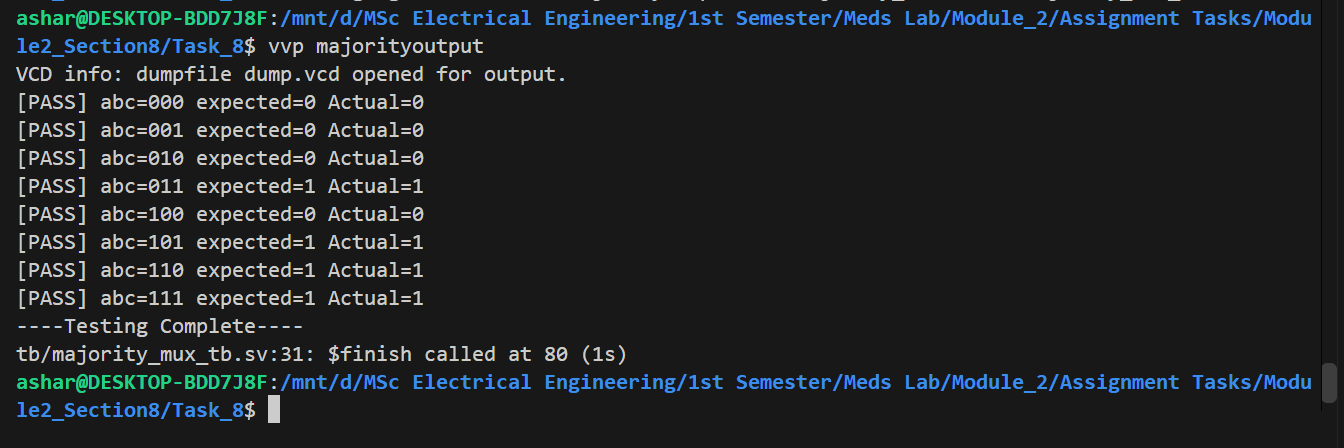 ashar@DESKTOP-BDD7J8F:/mnt/d/MSc Electrical Engineering/1st Semester/Meds Lab/Module_2/Assignment Tasks/Modu
le2_Section8/Task_8$ vvp majorityoutput
VCD info: dumpfile dump.vcd opened for output.
[PASS] abc=000 expected=0 Actual=0
[PASS] abc=001 expected=0 Actual=0
[PASS] abc=010 expected=0 Actual=0
[PASS] abc=011 expected=1 Actual=1
[PASS] abc=100 expected=0 Actual=0
[PASS] abc=101 expected=1 Actual=1
[PASS] abc=110 expected=1 Actual=1
[PASS] abc=111 expected=1 Actual=1
----Testing Complete----
tb/majority_mux_tb.sv:31: $finish called at 80 (1s)
ashar@DESKTOP-BDD7J8F:/mnt/d/MSc Electrical Engineering/1st Semester/Meds Lab/Module_2/Assignment Tasks/Modu
le2_Section8/Task_8$